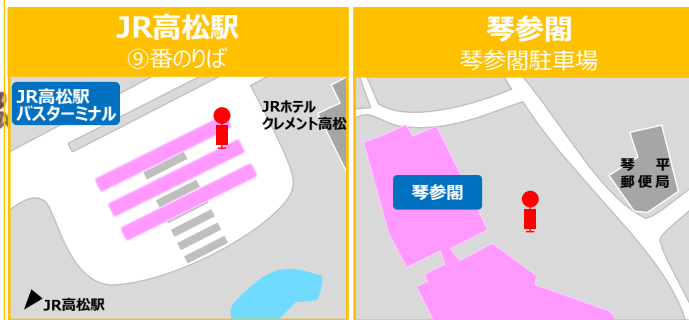 JR高松駅
⑨番のりば
JR高松駅
バスターミナル
JRホテル
クレメント高松
JR高松駅
琴参閣
琴参閣駐車場
琴参閣
琴平
郵便局